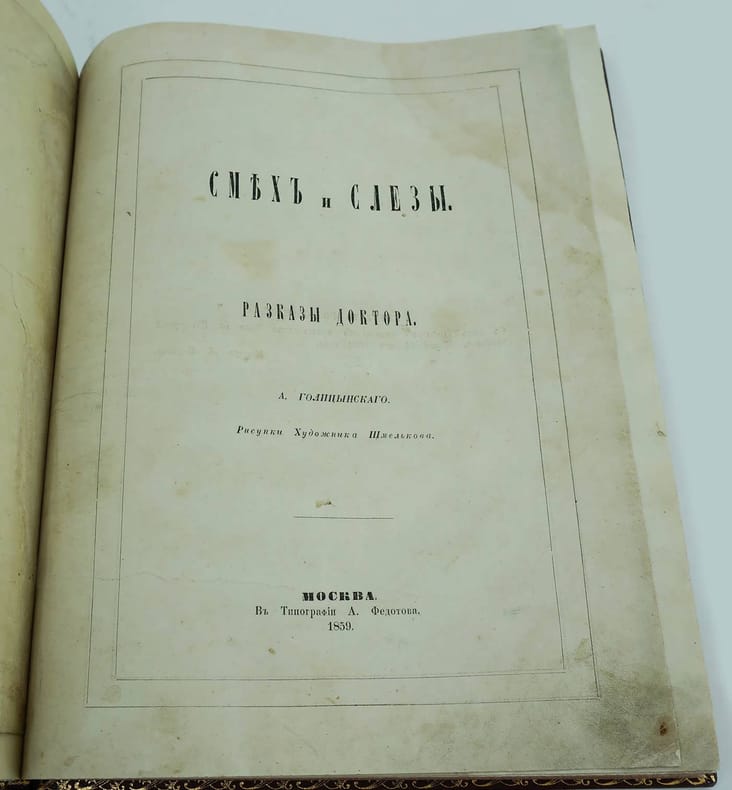 СМѢХЪ и СЛЕЗЫ.
РАЗКАЗЫ ДОКТОРА.
А. ГОЛИЦЫНСКАГО.
Рисунки Художника Шмелькова.
МОСКВА.
Въ Типографіи А. Федотова.
1859.